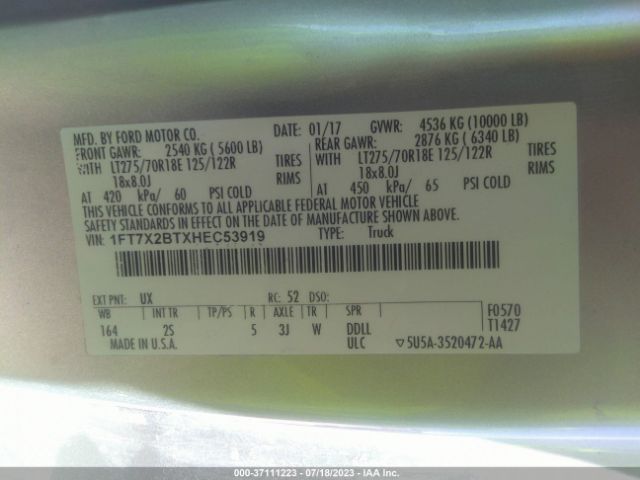 MFD. BY FORD MOTOR CO. DATE: 01/17 GVWR: 4536 KG (10000 LB)
FRONT GAWR: 2540 KG (5600 LB) REAR GAWR: 2876 KG (6340 LB)
WITH LT275/70R18E 125/122R TIRES WITH LT275/70R18E 125/122R TIRES
18x8.0J RIMS 18x8.0J RIMS
AT 420 kPa/ 60 PSI COLD AT 450 kPa/ 65 PSI COLD
THIS VEHICLE CONFORMS TO ALL APPLICABLE FEDERAL MOTOR VEHICLE
SAFETY STANDARDS IN EFFECT ON THE DATE OF MANUFACTURE SHOWN ABOVE.
VIN: 1FT7X2BTXHEC53919 TYPE: Truck
EXT PNT: UX RC: 52 DSO:
WB INT TR TP/PS R AXLE TR SPR F0570
164 2S 5 3J W DDLL T1427
MADE IN U.S.A. ULC ▽5U5A-3520472-AA
000-37111223 - 07/18/2023 - IAA Inc.